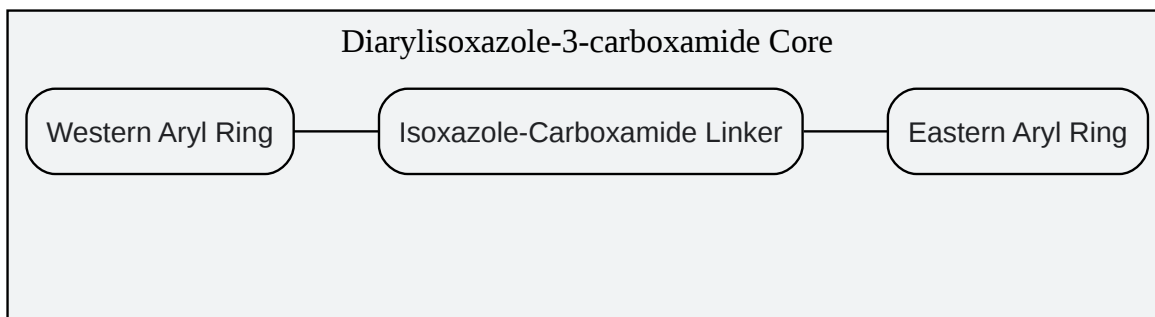 Diarylisoxazole-3-carboxamide Core
Western Aryl Ring
Isoxazole-Carboxamide Linker
Eastern Aryl Ring